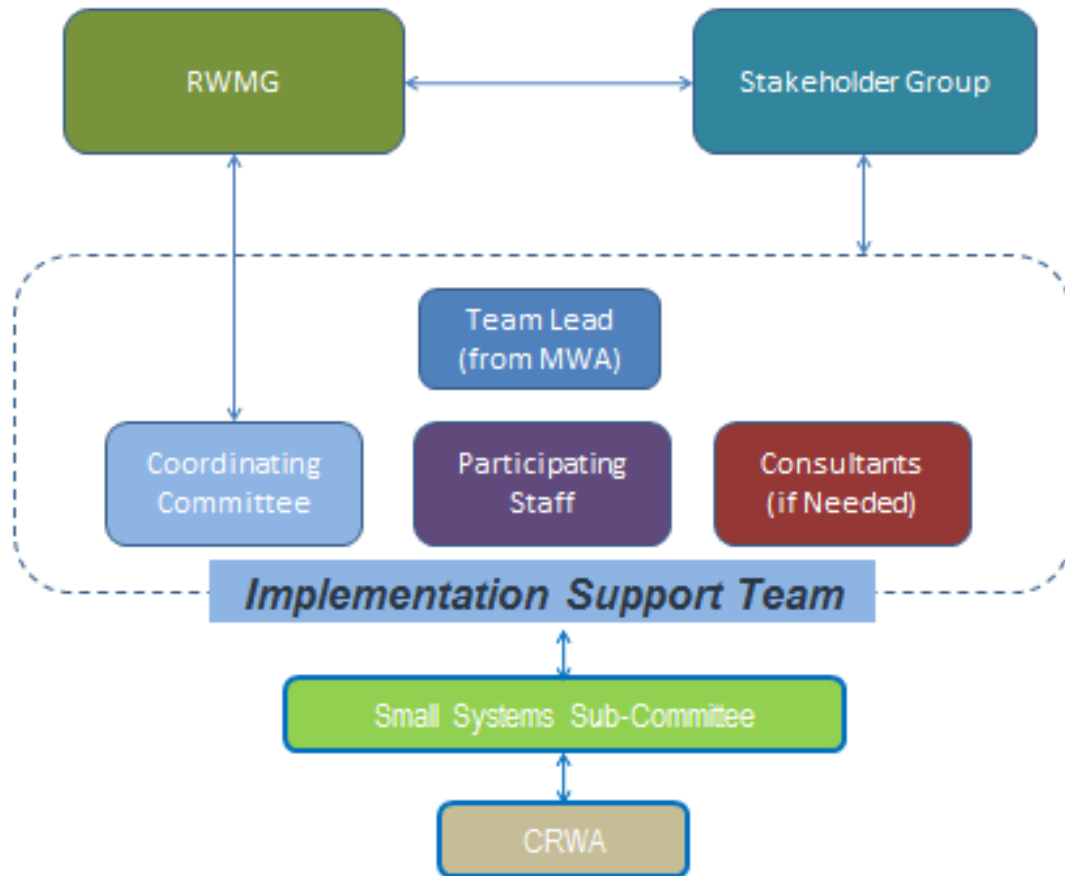 RWMG
Stakeholder Group
Team Lead
(from MWA)
Coordinating
Committee
Participating
Staff
Consultants
(if Needed)
Implementation Support Team
Small Systems Sub-Committee
CRWA